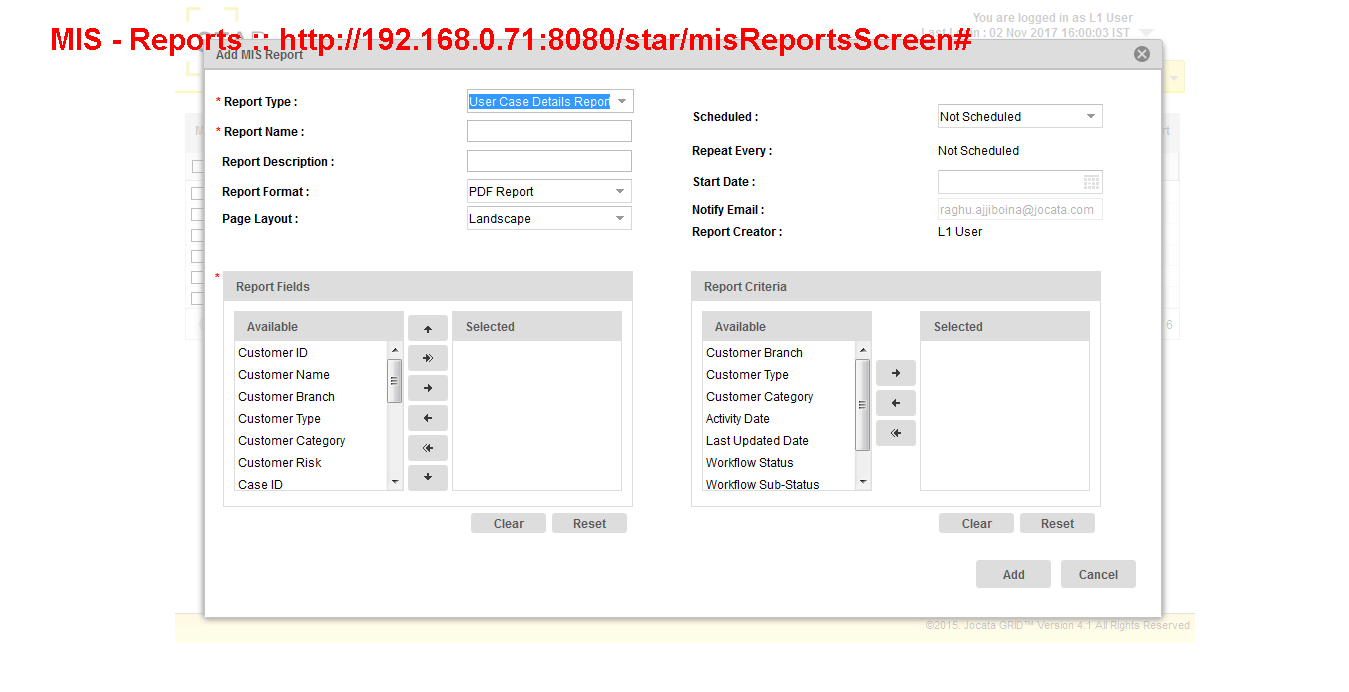 You are logged in as L1 User
MIS - Reports :: http://192.168.0.71:8080/star/misReportsScreen#
: 02 Nov 2017 16:00:03 IST
Add MIS Report
* Report Type :
User Case Details Report
* Report Name :
Report Description :
Report Format :
PDF Report
Page Layout :
Landscape
Scheduled :
Not Scheduled
Repeat Every :
Not Scheduled
Start Date :
Notify Email :
raghu.ajjiboina@jocata.com
Report Creator :
L1 User
*
Report Fields
Available
Selected
Customer ID
Customer Name
Customer Branch
Customer Type
Customer Category
Customer Risk
Case ID
Clear
Reset
Report Criteria
Available
Selected
Customer Branch
Customer Type
Customer Category
Activity Date
Last Updated Date
Workflow Status
Workflow Sub-Status
Clear
Reset
Add
Cancel
6
©2015. Jocata GRID™ Version 4.1 All Rights Reserved